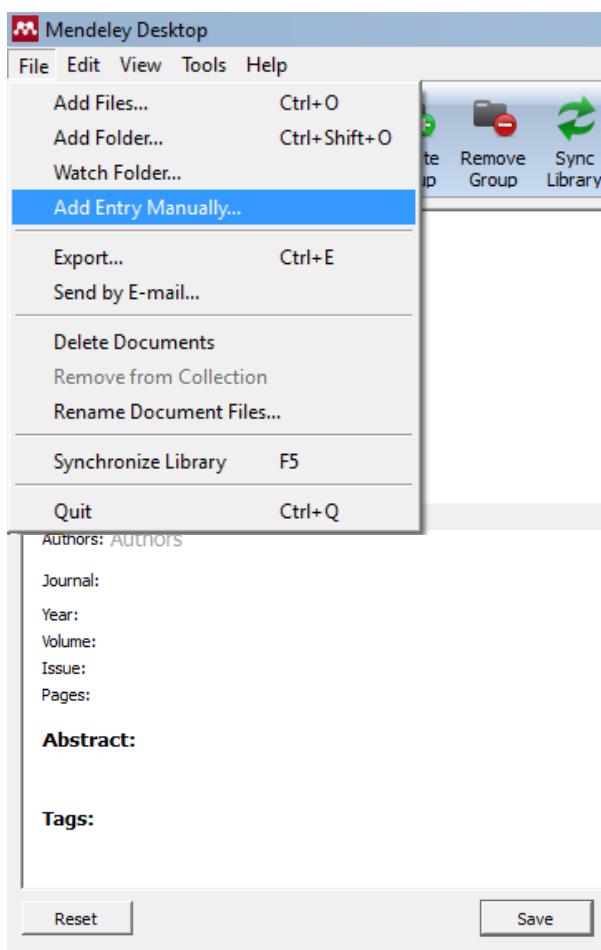 Mendeley Desktop
File Edit View Tools Help
Add Files... Ctrl+O
Add Folder... Ctrl+Shift+O
Watch Folder...
Add Entry Manually...
Export... Ctrl+E
Send by E-mail...
Delete Documents
Remove from Collection
Rename Document Files...
Synchronize Library F5
Quit Ctrl+Q
te
up
Remove
Group
Sync
Library
Authors: Authors
Journal:
Year:
Volume:
Issue:
Pages:
Abstract:
Tags:
Reset Save